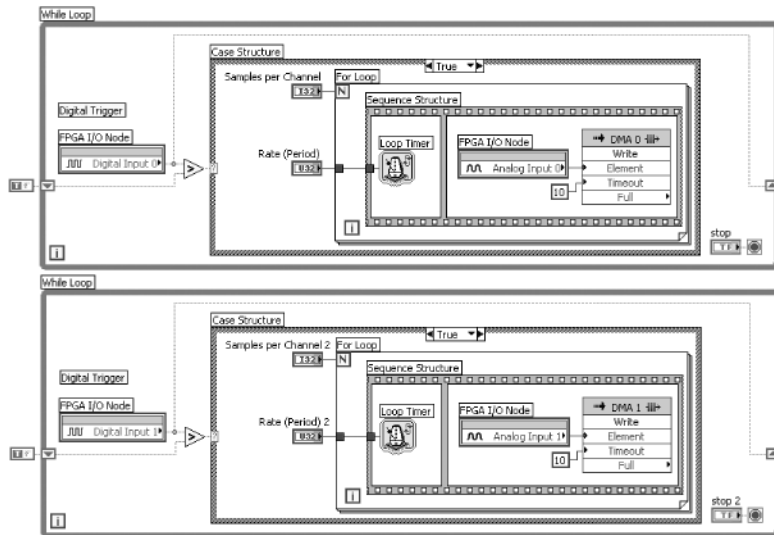 While Loop
Case Structure
True
Samples per Channel
For Loop
I32
N
Sequence Structure
Digital Trigger
FPGA I/O Node
Digital Input 0
Loop Timer
FPGA I/O Node
Analog Input 0
DMA 0
Write
Element
Timeout
Full
10
Rate (Period)
U32
>
?
T F
i
i
stop
TF
While Loop
Case Structure
True
Samples per Channel 2
For Loop
I32
N
Sequence Structure
Digital Trigger
FPGA I/O Node
Digital Input 1
Loop Timer
FPGA I/O Node
Analog Input 1
DMA 1
Write
Element
Timeout
Full
10
Rate (Period) 2
U32
>
?
T F
i
i
stop 2
TF